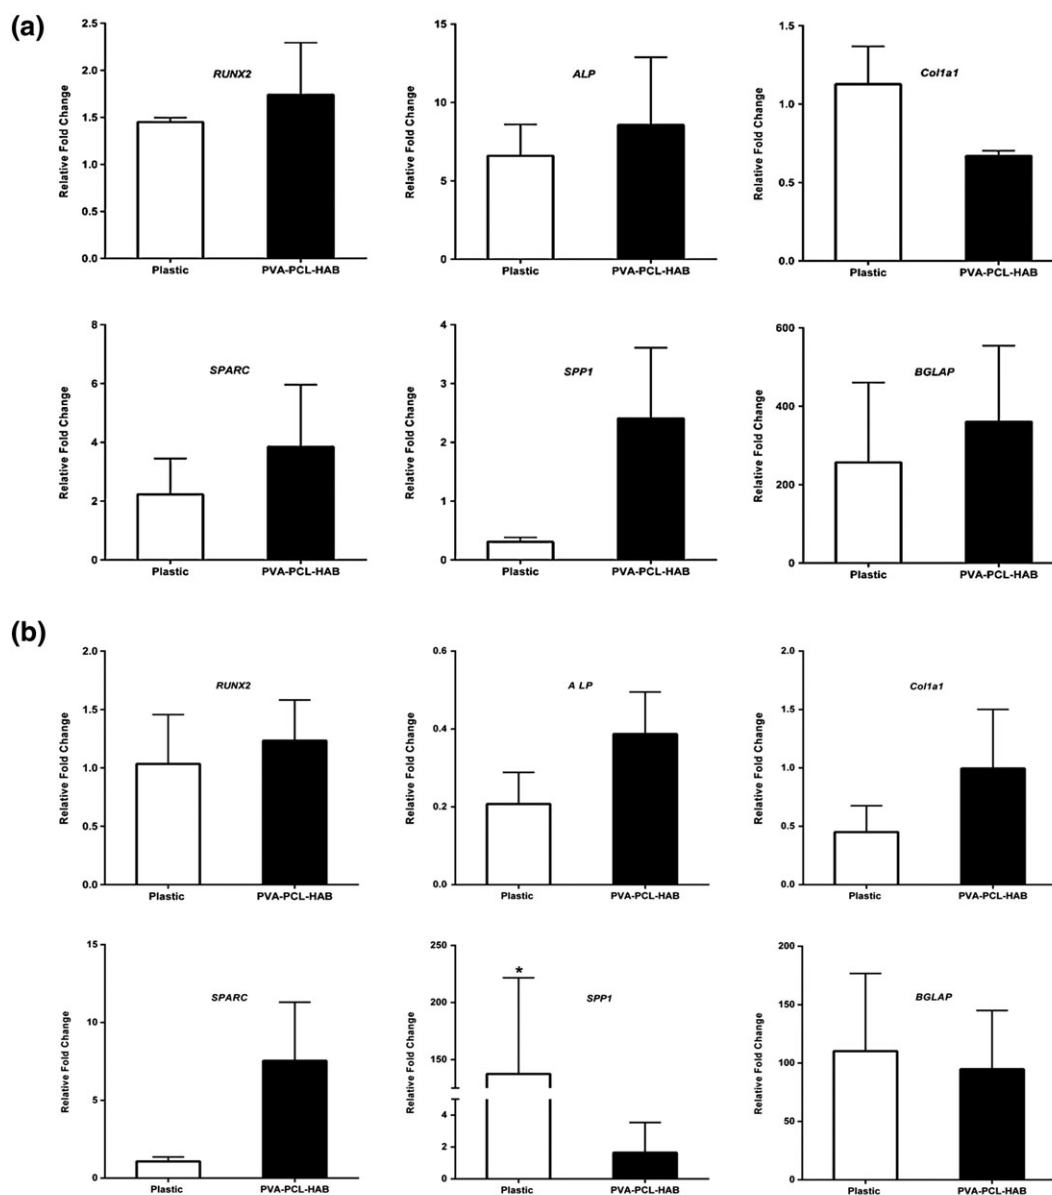 (a)
RUNX2
Relative Fold Change
2.5
2.0
1.5
1.0
0.5
0.0
Plastic PVA-PCL-HAB
ALP
Relative Fold Change
15
10
5
0
Plastic PVA-PCL-HAB
Col1a1
Relative Fold Change
1.5
1.0
0.5
0.0
Plastic PVA-PCL-HAB
SPARC
Relative Fold Change
8
6
4
2
0
Plastic PVA-PCL-HAB
SPP1
Relative Fold Change
4
3
2
1
0
Plastic PVA-PCL-HAB
BGLAP
Relative Fold Change
600
400
200
0
Plastic PVA-PCL-HAB
(b)
RUNX2
Relative Fold Change
2.0
1.5
1.0
0.5
0.0
Plastic PVA-PCL-HAB
A LP
Relative Fold Change
0.6
0.4
0.2
0.0
Plastic PVA-PCL-HAB
Col1a1
Relative Fold Change
2.0
1.5
1.0
0.5
0.0
Plastic PVA-PCL-HAB
SPARC
Relative Fold Change
15
10
5
0
Plastic PVA-PCL-HAB
SPP1
*
Relative Fold Change
250
200
150
4
2
0
Plastic PVA-PCL-HAB
BGLAP
Relative Fold Change
200
150
100
50
0
Plastic PVA-PCL-HAB